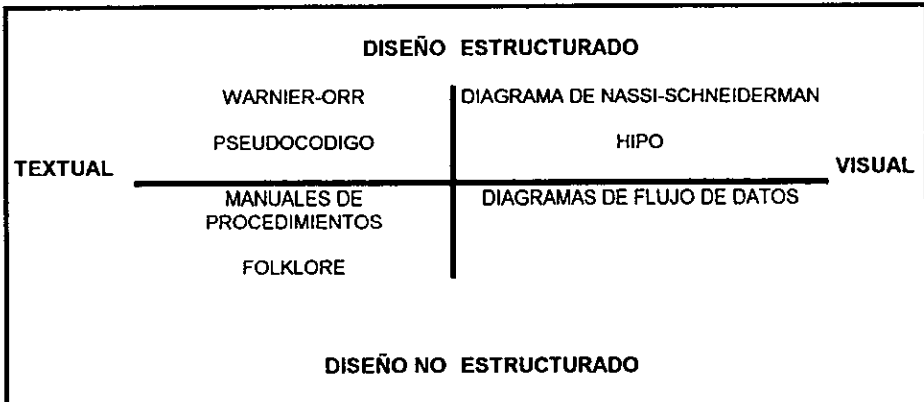 DISEÑO ESTRUCTURADO
WARNIER-ORR
DIAGRAMA DE NASSI-SCHNEIDERMAN
PSEUDOCODIGO
HIPO
TEXTUAL
VISUAL
MANUALES DE
PROCEDIMIENTOS
DIAGRAMAS DE FLUJO DE DATOS
FOLKLORE
DISEÑO NO ESTRUCTURADO